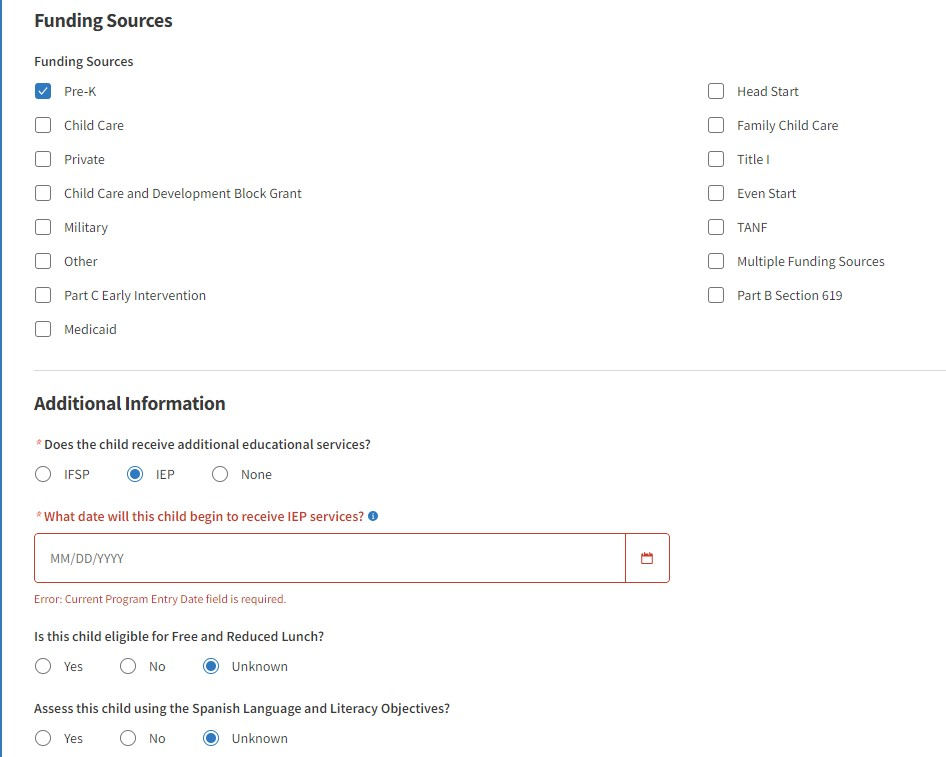 Funding Sources
Funding Sources
Pre-K
Head Start
Child Care
Family Child Care
Private
Title I
Child Care and Development Block Grant
Even Start
Military
TANF
Other
Multiple Funding Sources
Part C Early Intervention
Part B Section 619
Medicaid
Additional Information
* Does the child receive additional educational services?
IFSP IEP None
* What date will this child begin to receive IEP services? i
MM/DD/YYYY
Error: Current Program Entry Date field is required.
Is this child eligible for Free and Reduced Lunch?
Yes No Unknown
Assess this child using the Spanish Language and Literacy Objectives?
Yes No Unknown